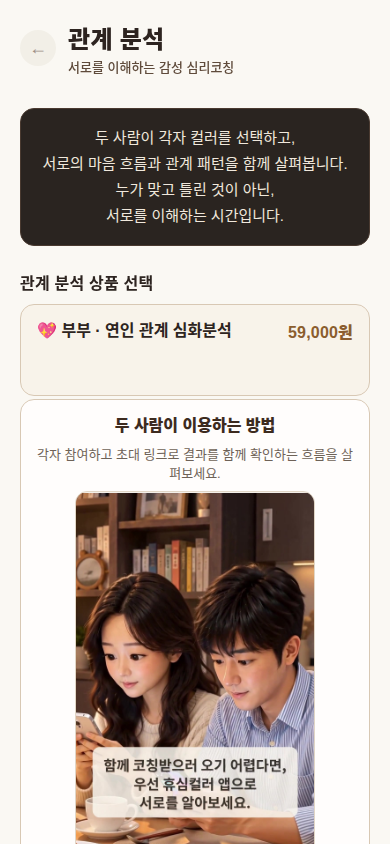 ←
관계 분석
서로를 이해하는 감성 심리코칭
두 사람이 각자 컬러를 선택하고,
서로의 마음 흐름과 관계 패턴을 함께 살펴봅니다.
누가 맞고 틀린 것이 아닌,
서로를 이해하는 시간입니다.
관계 분석 상품 선택
💖 부부 · 연인 관계 심화분석
59,000원
두 사람이 이용하는 방법
각자 참여하고 초대 링크로 결과를 함께 확인하는 흐름을 살
펴보세요.
함께 코칭받으러 오기 어렵다면,
우선 휴심컬러 앱으로
서로를 알아보세요.